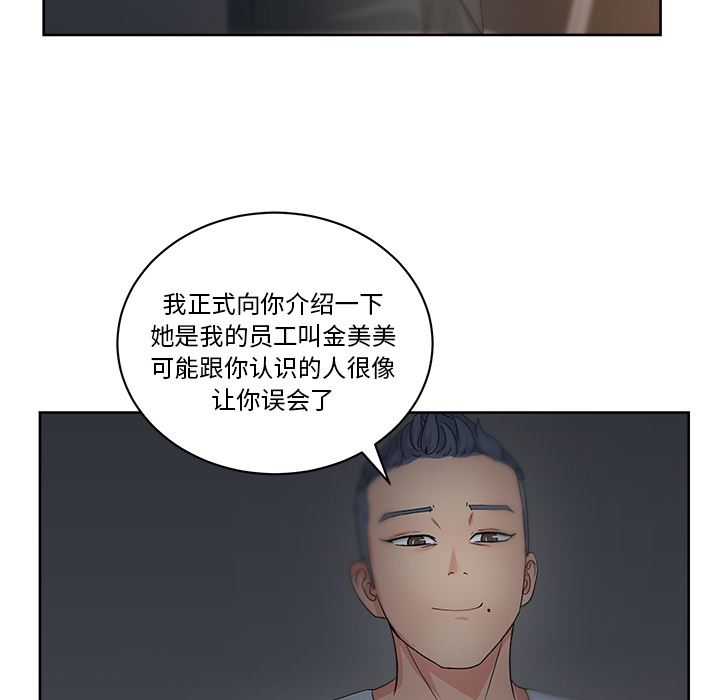 我正式向你介绍一下
她是我的员工叫金美美
可能跟你认识的人很像
让你误会了